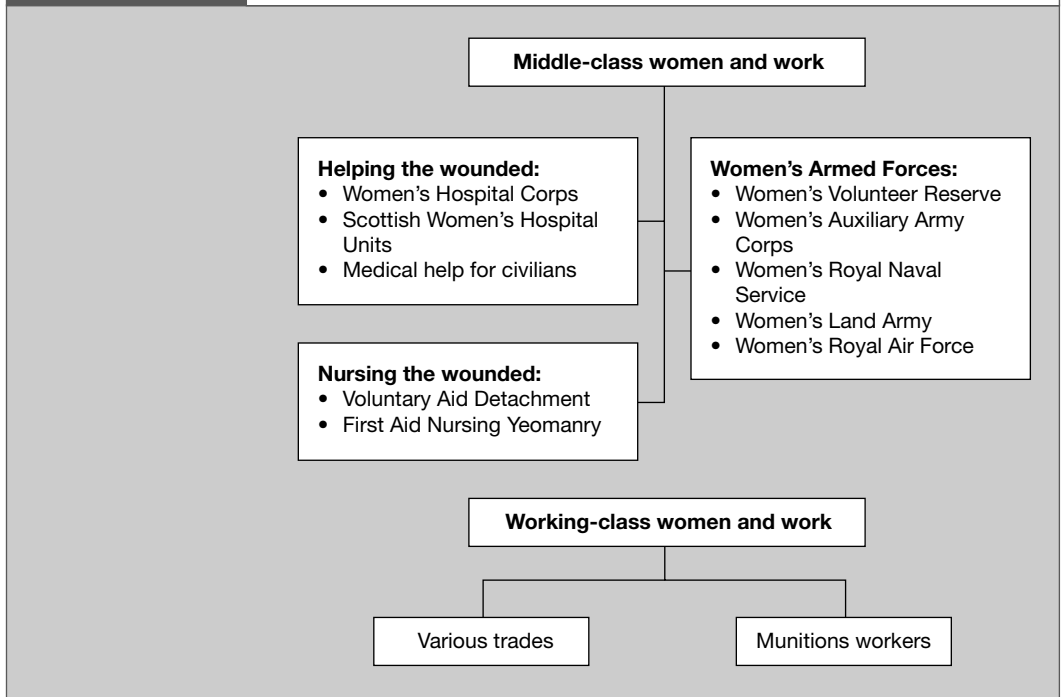 Middle-class women and work
Helping the wounded:
• Women’s Hospital Corps
• Scottish Women’s Hospital
Units
• Medical help for civilians
Women’s Armed Forces:
• Women’s Volunteer Reserve
• Women’s Auxiliary Army
Corps
• Women’s Royal Naval
Service
• Women’s Land Army
• Women’s Royal Air Force
Nursing the wounded:
• Voluntary Aid Detachment
• First Aid Nursing Yeomanry
Working-class women and work
Various trades
Munitions workers